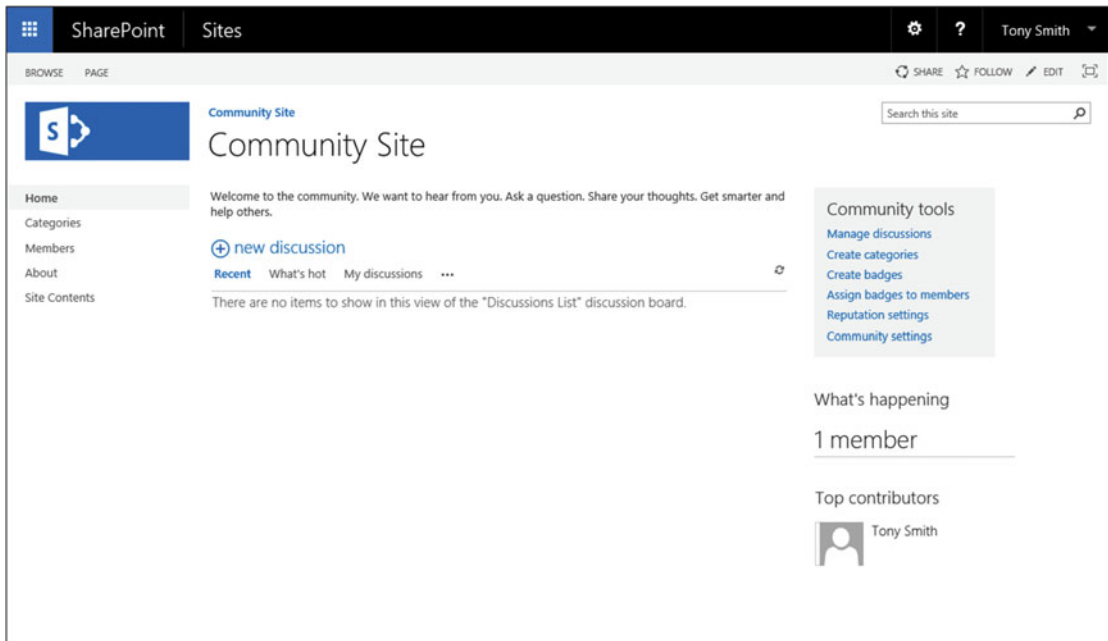 SharePoint Sites ? Tony Smith
BROWSE PAGE SHARE FOLLOW EDIT
S
Community Site
Search this site
Community Site
Home
Categories
Members
About
Site Contents
Welcome to the community. We want to hear from you. Ask a question. Share your thoughts. Get smarter and
help others.
new discussion
Recent What's hot My discussions ...
There are no items to show in this view of the "Discussions List" discussion board.
Community tools
Manage discussions
Create categories
Create badges
Assign badges to members
Reputation settings
Community settings
What's happening
1 member
Top contributors
Tony Smith